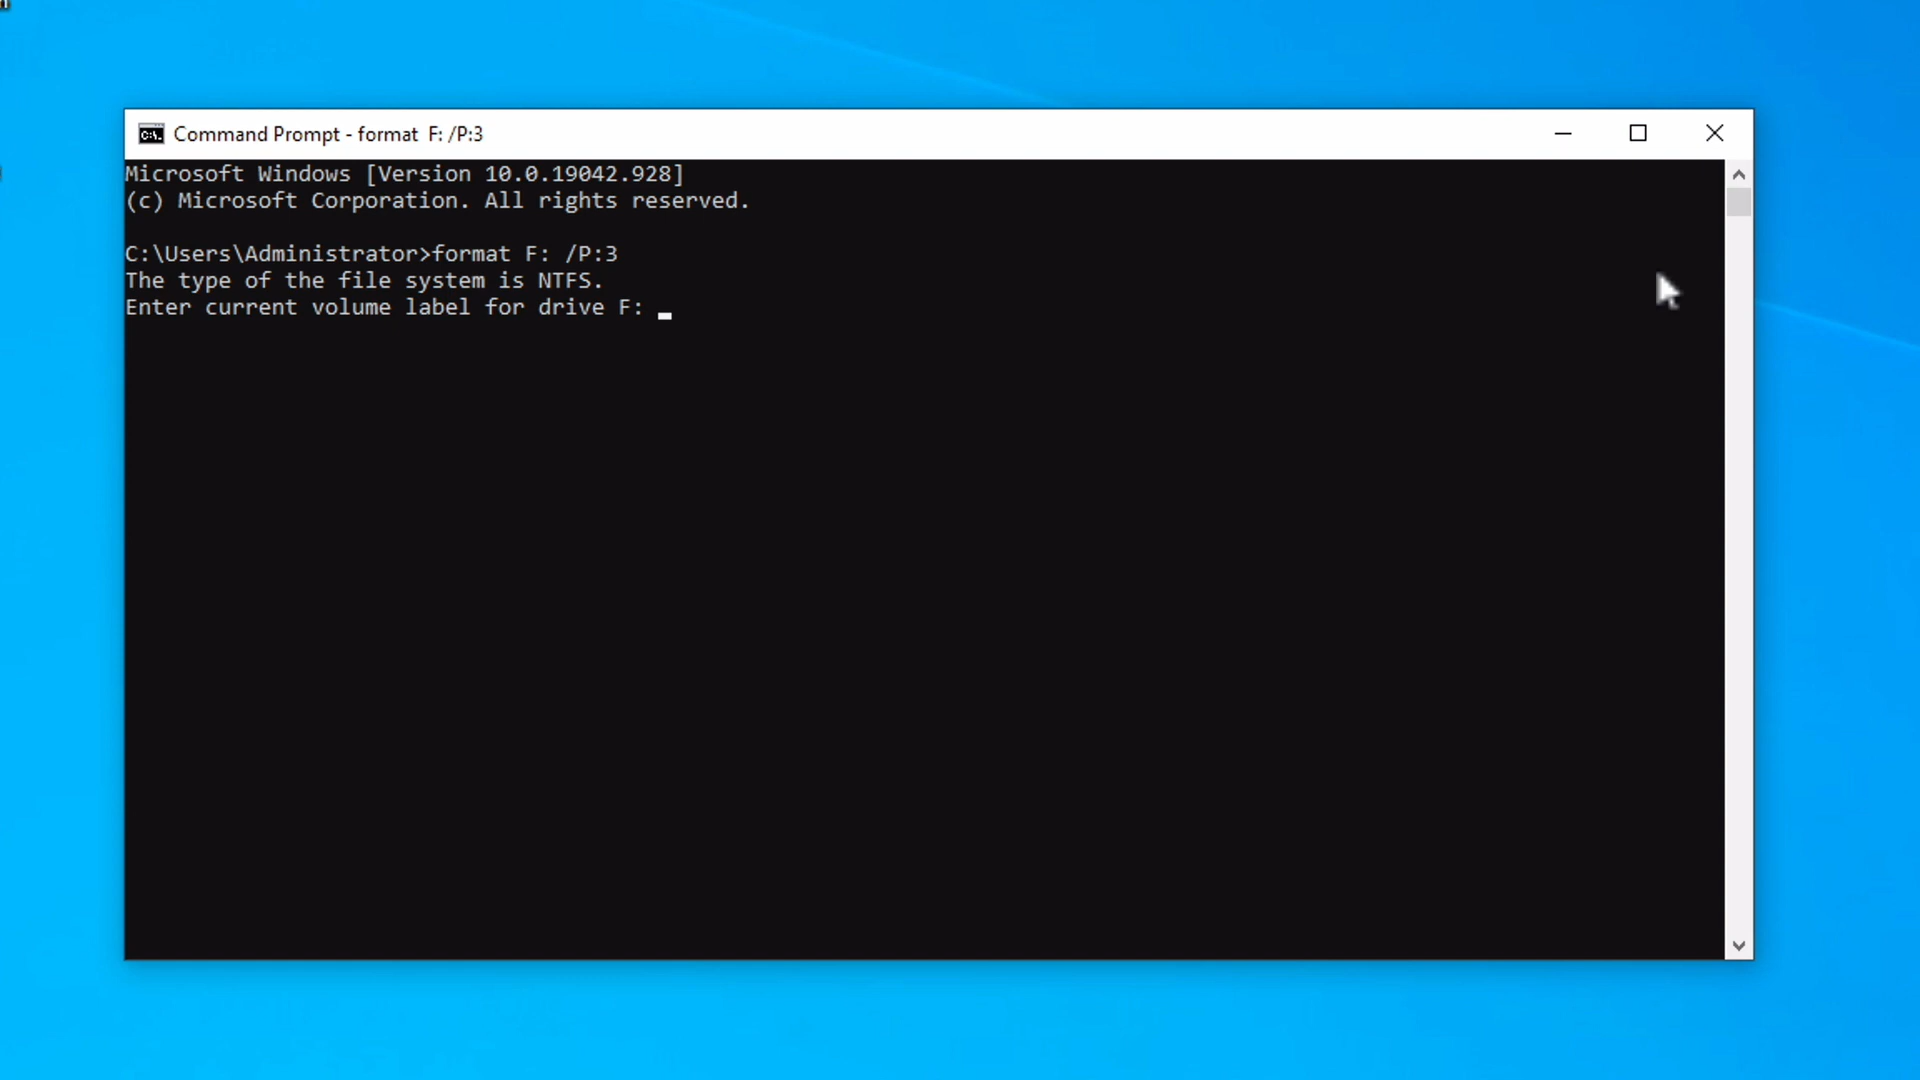 Command Prompt - format  F: /P:3
Microsoft Windows [Version 10.0.19042.928]
(c) Microsoft Corporation. All rights reserved.
C:\Users\Administrator>format F: /P:3
The type of the file system is NTFS.
Enter current volume label for drive F: _